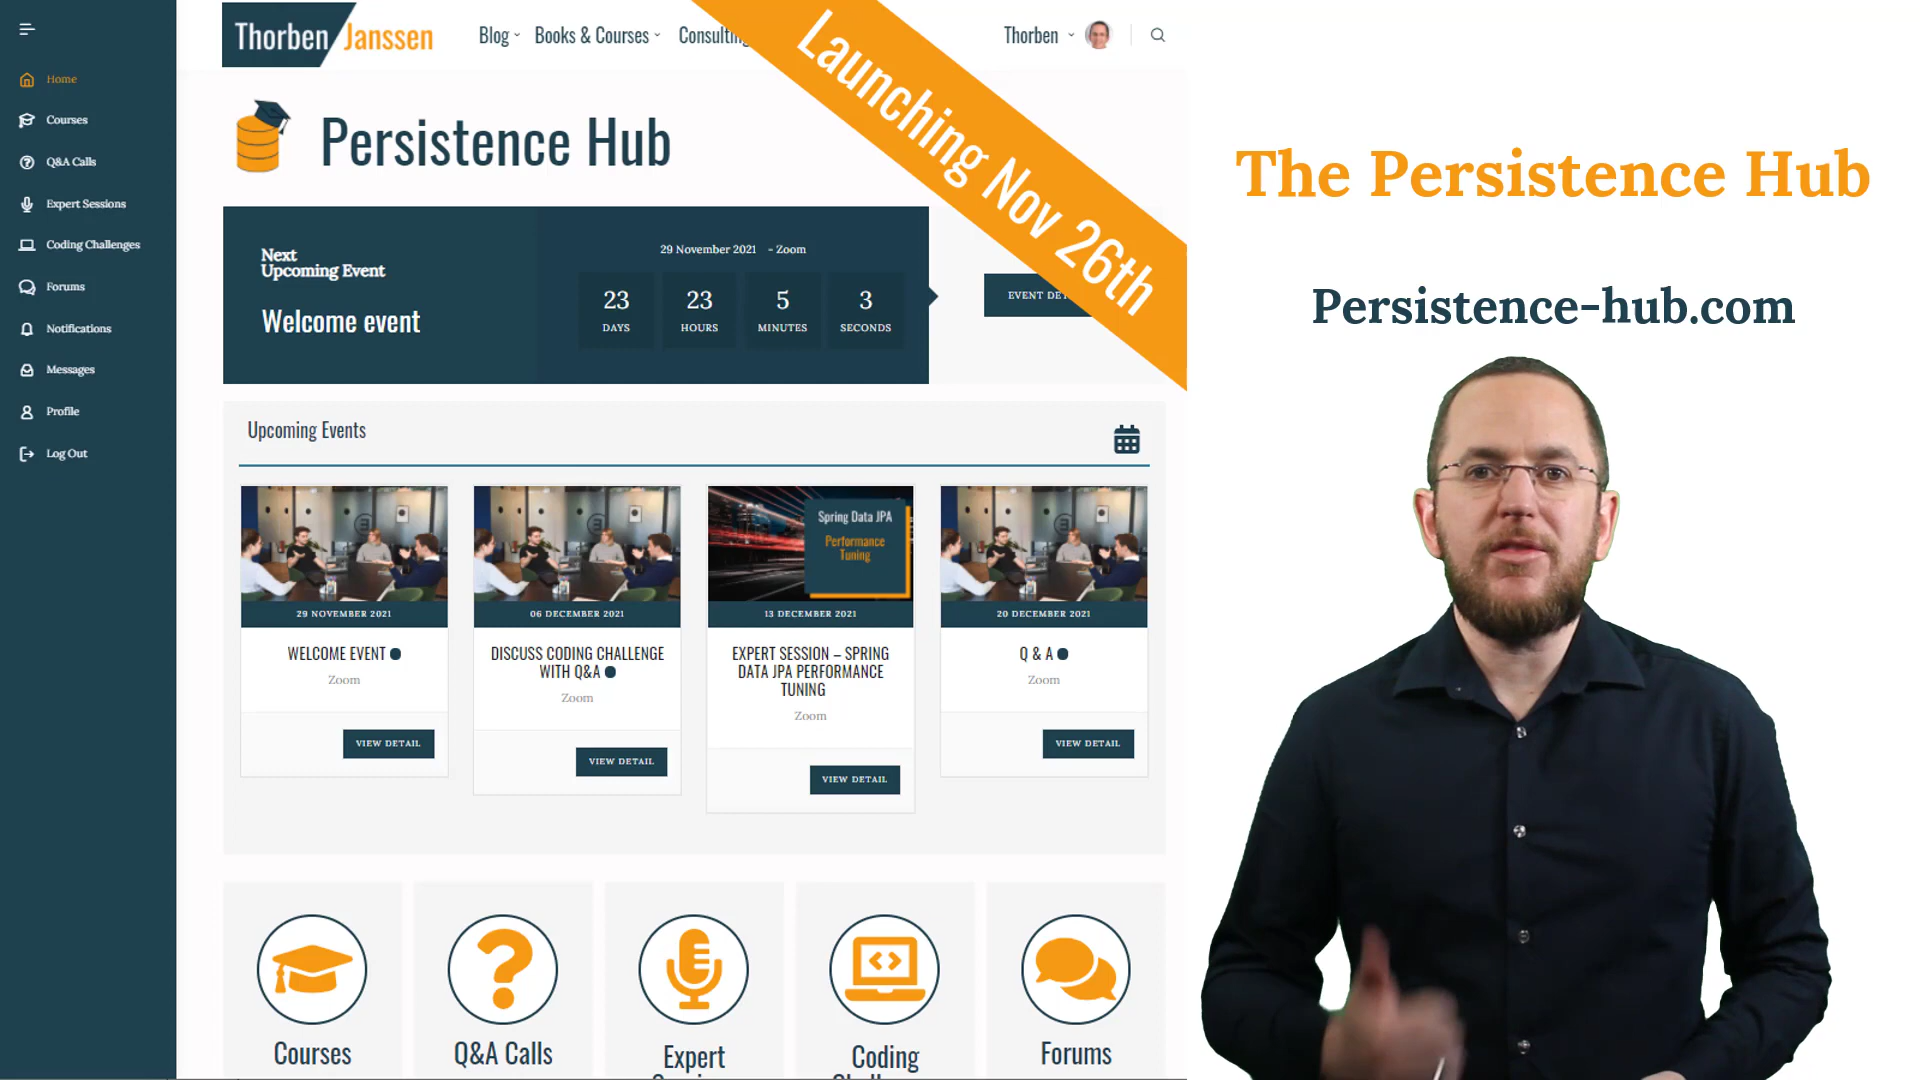 Thorben Janssen
Blog
Books & Courses
Consulting
Thorben
Launching Nov 26th
Home
Courses
Q&A Calls
Expert Sessions
Coding Challenges
Forums
Notifications
Messages
Profile
Log Out
Persistence Hub
Next
Upcoming Event
Welcome event
29 November 2021 - Zoom
23
DAYS
23
HOURS
5
MINUTES
3
SECONDS
EVENT
Upcoming Events
Spring Data JPA
Performance
Tuning
29 NOVEMBER 2021
WELCOME EVENT
Zoom
VIEW DETAIL
06 DECEMBER 2021
DISCUSS CODING CHALLENGE
WITH Q&A
Zoom
VIEW DETAIL
13 DECEMBER 2021
EXPERT SESSION – SPRING
DATA JPA PERFORMANCE
TUNING
Zoom
VIEW DETAIL
20 DECEMBER 2021
Q & A
Zoom
VIEW DETAIL
Courses
Q&A Calls
Expert
Coding
Forums
The Persistence Hub
Persistence-hub.com